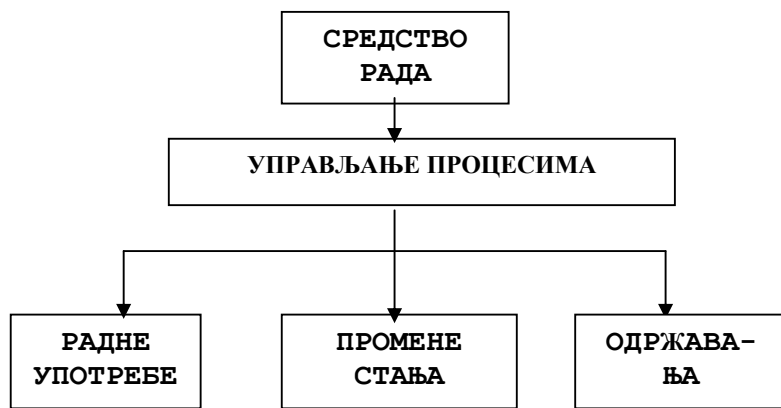 СРЕДСТВО
РАДА
УПРАВЉАЊЕ ПРОЦЕСИМА
РАДНЕ
УПОТРЕБЕ
ПРОМЕНЕ
СТАЊА
ОДРЖАВА-
ЊА